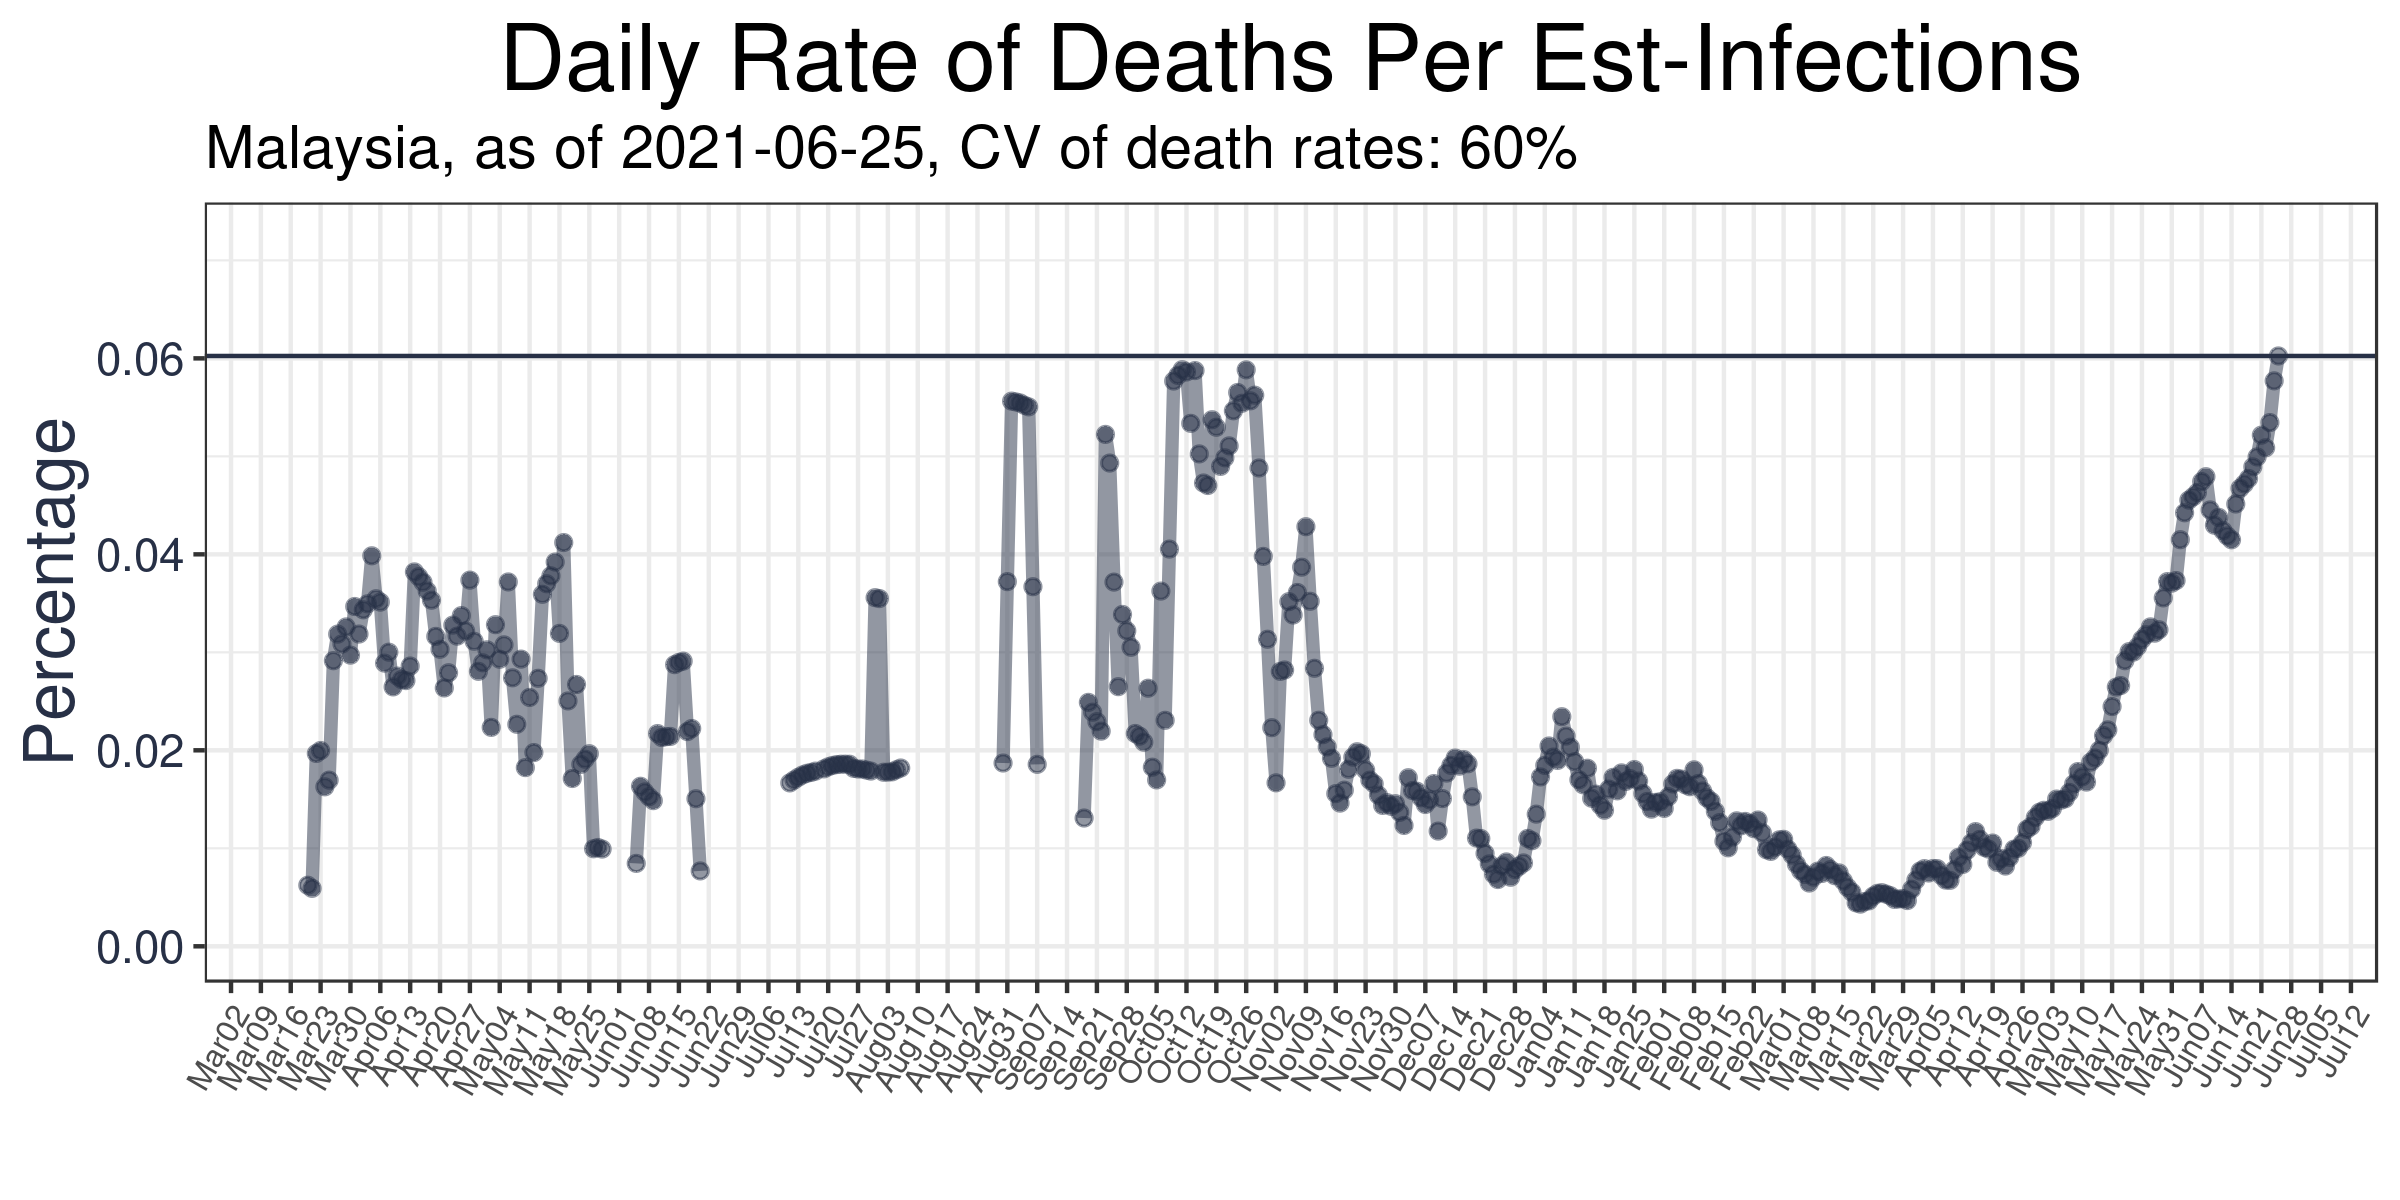 Daily Rate of Deaths Per Est-Infections
Malaysia, as of 2021-06-25, CV of death rates: 60%
Percentage
0.06
0.04
0.02
0.00
Mar02
Mar09
Mar16
Mar23
Mar30
Apr06
Apr13
Apr20
Apr27
May04
May11
May18
May25
Jun01
Jun08
Jun15
Jun22
Jun29
Jul06
Jul13
Jul20
Jul27
Aug03
Aug10
Aug17
Aug24
Aug31
Sep07
Sep14
Sep21
Sep28
Oct05
Oct12
Oct19
Oct26
Nov02
Nov09
Nov16
Nov23
Nov30
Dec07
Dec14
Dec21
Dec28
Jan04
Jan11
Jan18
Jan25
Feb01
Feb08
Feb15
Feb22
Mar01
Mar08
Mar15
Mar22
Mar29
Apr05
Apr12
Apr19
Apr26
May03
May10
May17
May24
May31
Jun07
Jun14
Jun21
Jun28
Jul05
Jul12